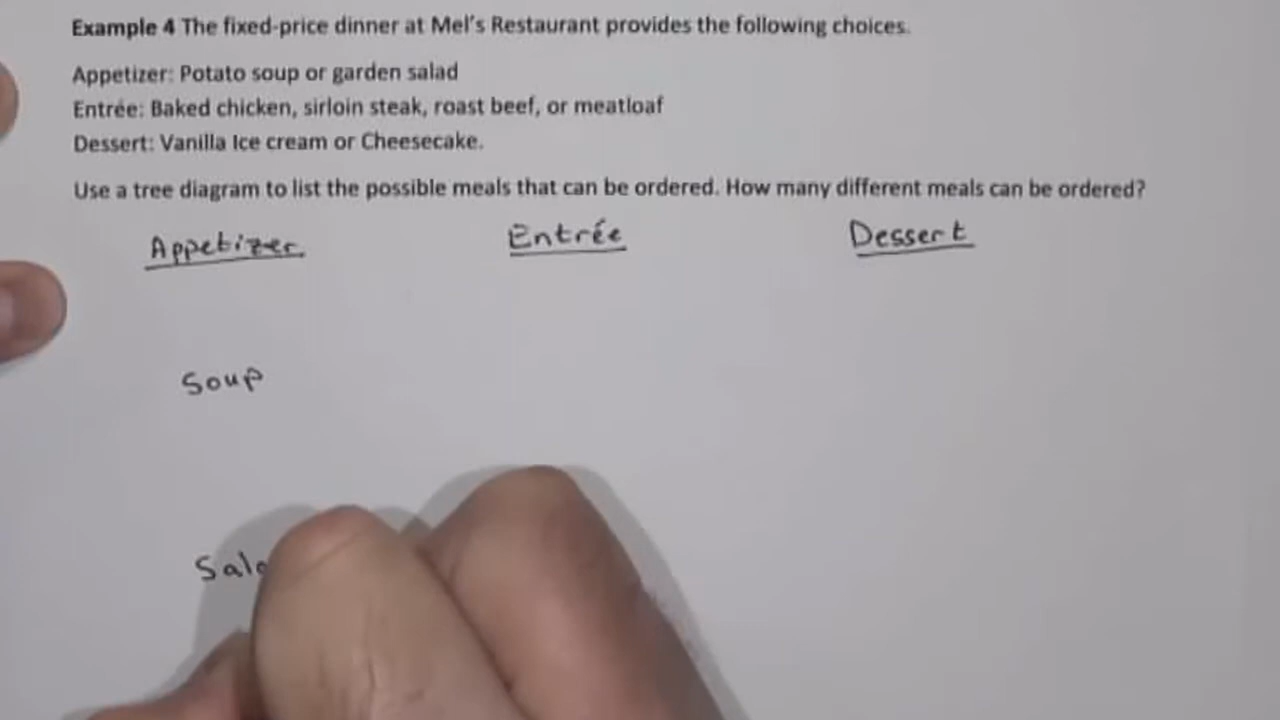 Example 4 The fixed-price dinner at Mel's Restaurant provides the following choices.
Appetizer: Potato soup or garden salad
Entrée: Baked chicken, sirloin steak, roast beef, or meatloaf
Dessert: Vanilla Ice cream or Cheesecake.
Use a tree diagram to list the possible meals that can be ordered. How many different meals can be ordered?
Appetizer Entrée Dessert
Soup